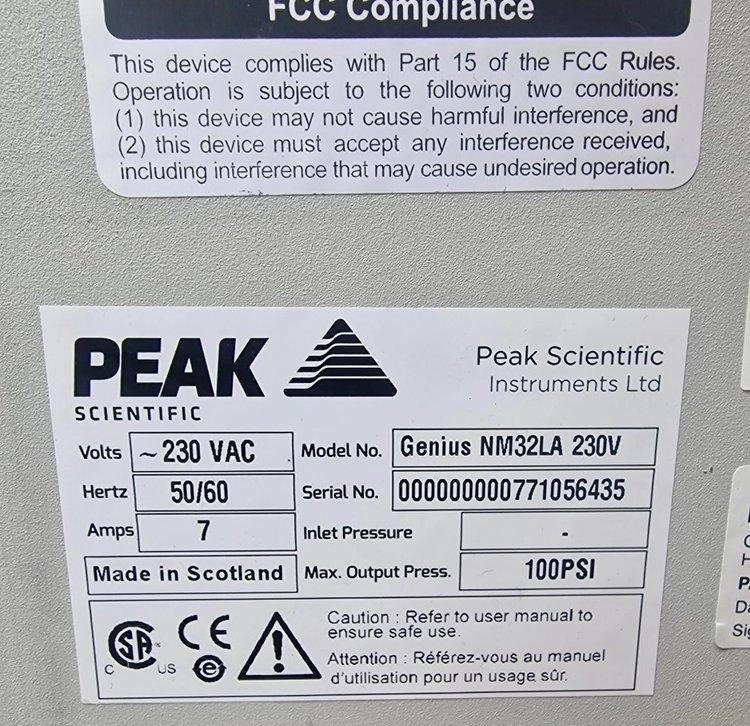 FCC Compliance
This device complies with Part 15 of the FCC Rules.
Operation is subject to the following two conditions:
(1) this device may not cause harmful interference, and
(2) this device must accept any interference received,
including interference that may cause undesired operation.
PEAK
SCIENTIFIC
Peak Scientific
Instruments Ltd
Volts ~ 230 VAC Model No. Genius NM32LA 230V
Hertz 50/60 Serial No. 000000000771056435
Amps 7 Inlet Pressure -
Made in Scotland Max. Output Press. 100PSI
Caution : Refer to user manual to
ensure safe use.
Attention : Référez-vous au manuel
d'utilisation pour un usage sûr.
C SA US CE